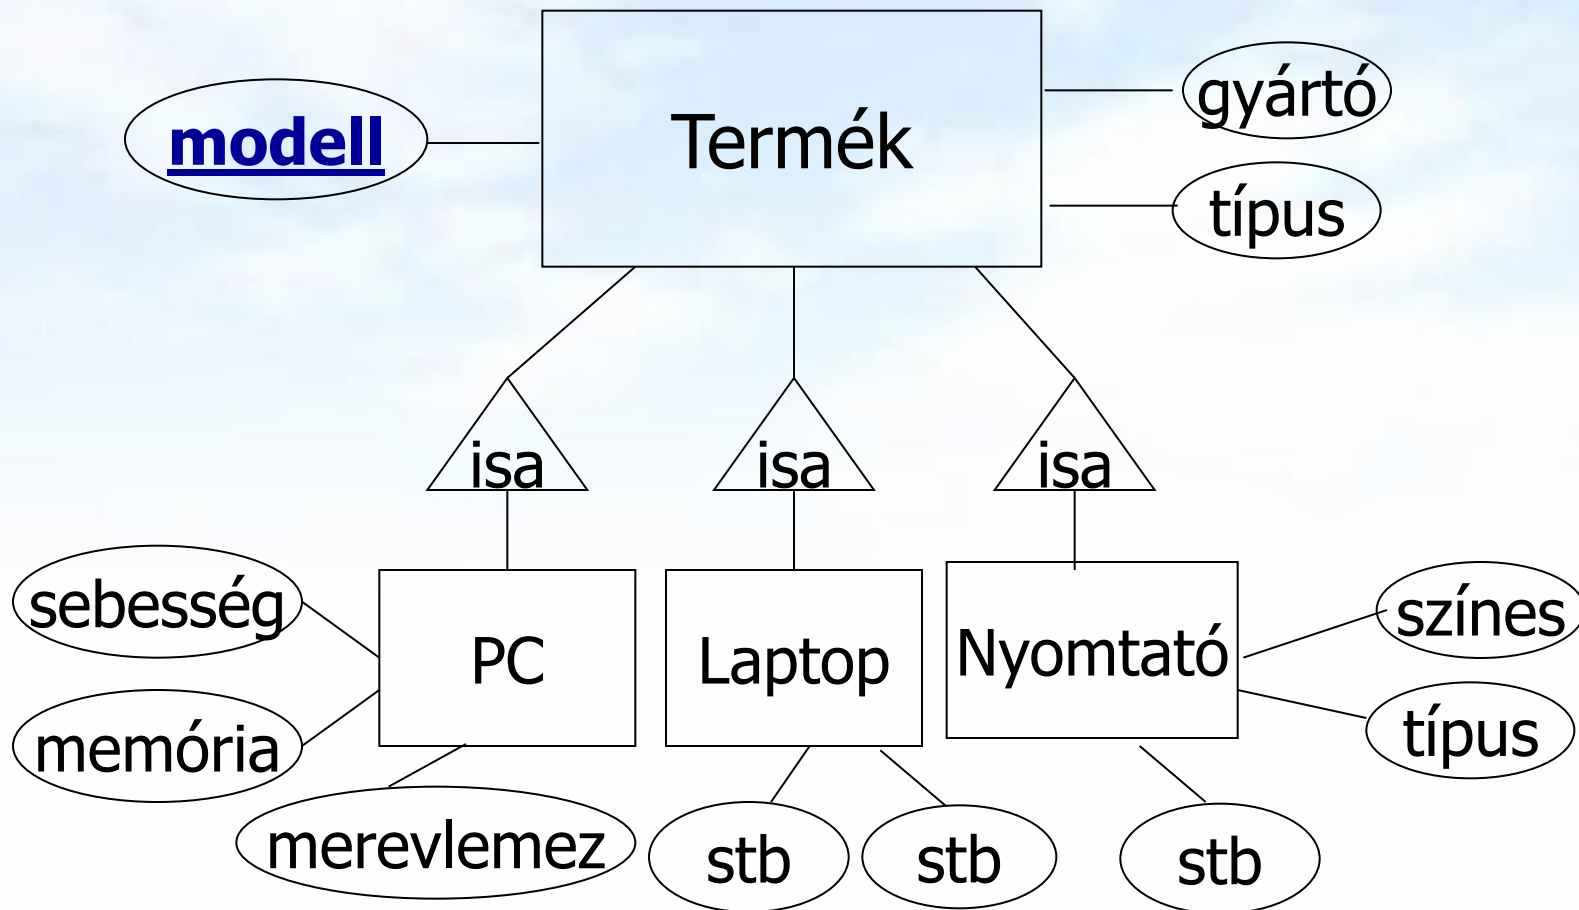 modell
Termék
gyártó
típus
isa
isa
isa
sebesség
memória
PC
merevlemez
Laptop
stb
stb
Nyomtató
színes
típus
stb